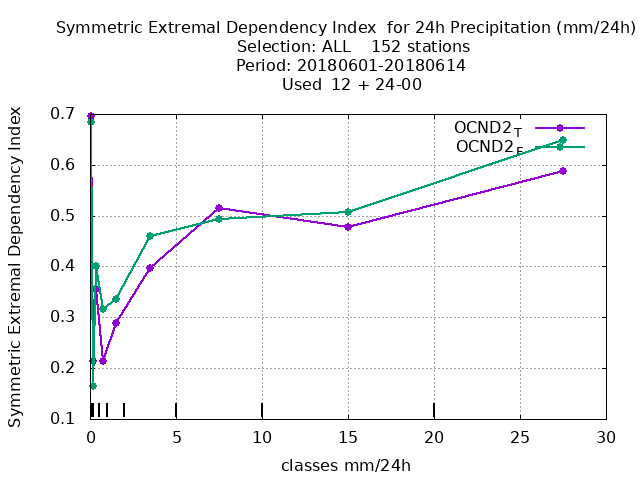 Symmetric Extremal Dependency Index  for 24h Precipitation (mm/24h)
Selection: ALL    152 stations
Period: 20180601-20180614
Used  12 + 24-00
Symmetric Extremal Dependency Index
0.7
0.6
0.5
0.4
0.3
0.2
0.1
OCND2T
OCND2F
0 5 10 15 20 25 30
classes mm/24h